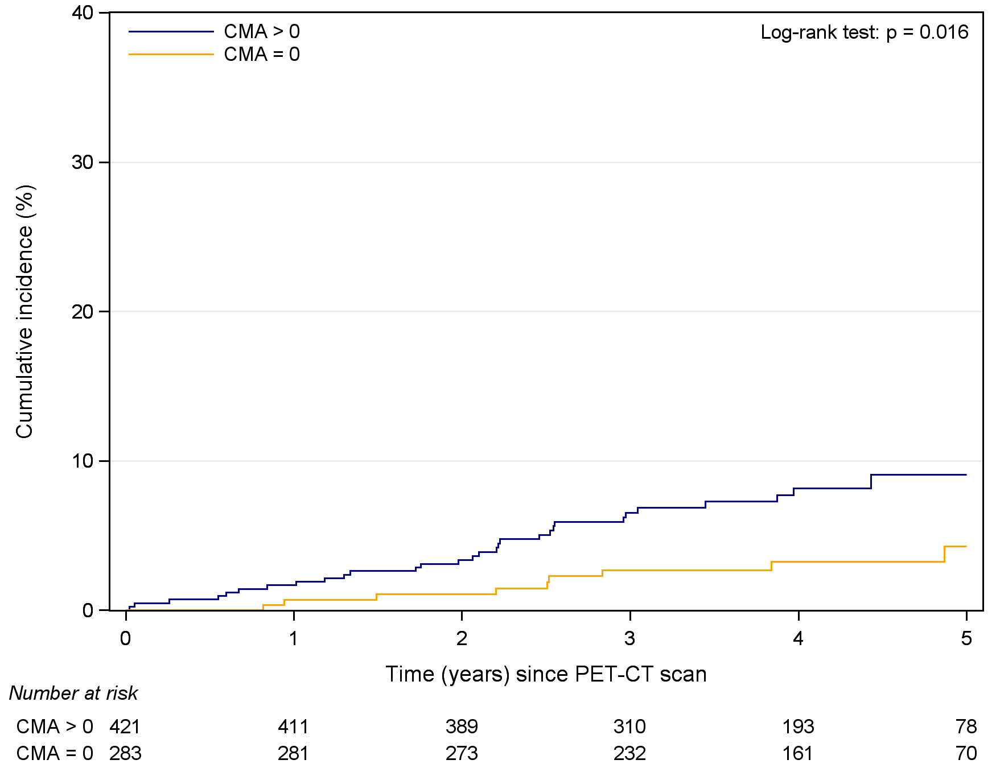 CMA > 0
CMA = 0
Log-rank test: p = 0.016
Cumulative incidence (%)
40
30
20
10
0
0 1 2 3 4 5
Time (years) since PET-CT scan
Number at risk
CMA > 0 421 411 389 310 193 78
CMA = 0 283 281 273 232 161 70